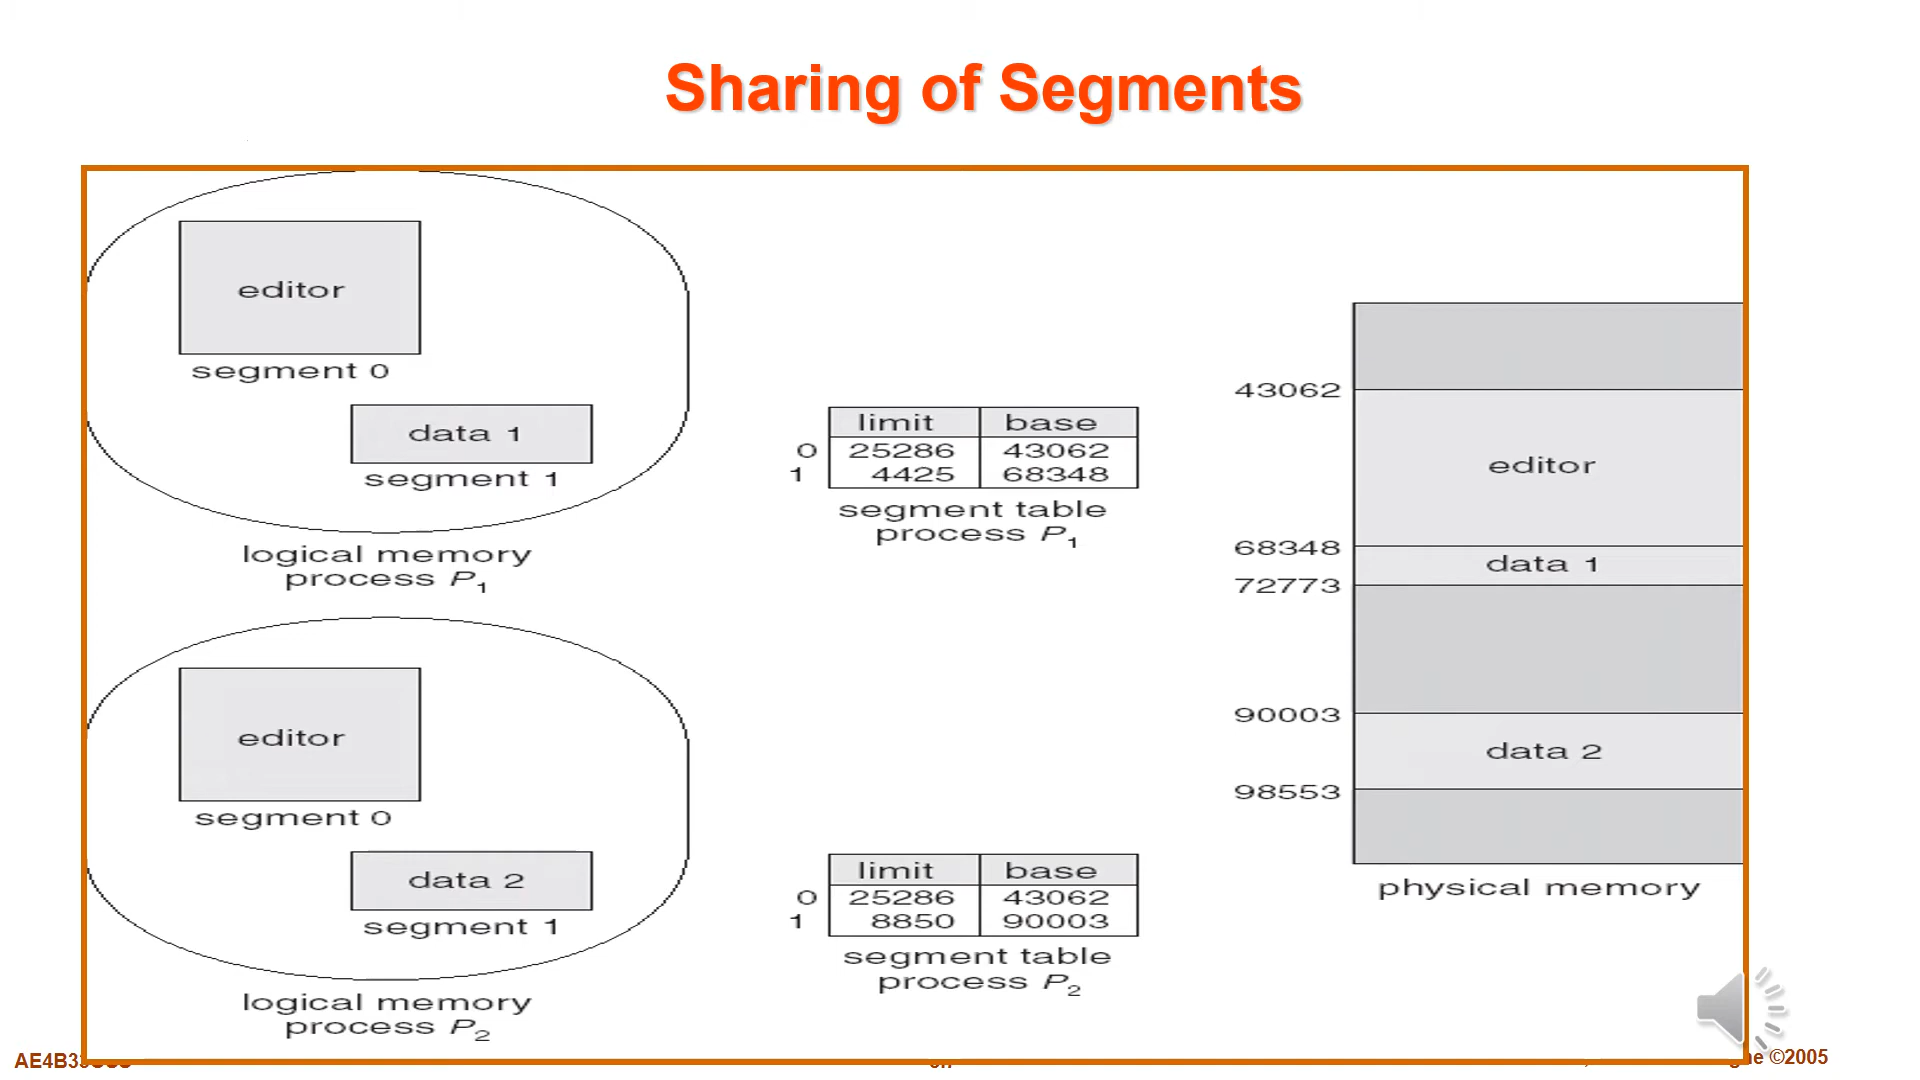 Sharing of Segments
editor
segment 0
data 1
segment 1
logical memory
process P1
limit base
0 25286 43062
1 4425 68348
segment table
process P1
43062
editor
68348
data 1
72773
90003
data 2
98553
physical memory
editor
segment 0
data 2
segment 1
logical memory
process P2
limit base
0 25286 43062
1 8850 90003
segment table
process P2
©2005